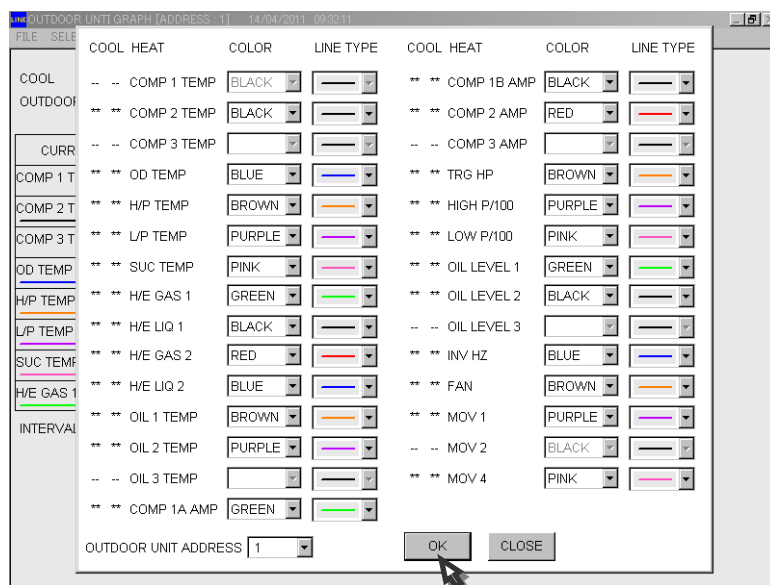 LINE OUTDOOR UNTI GRAPH [ADDRESS : 1] 14/04/2011 09:32:11
FILE SELE
COOL
OUTDOOR
CURR
COMP 1 T
COMP 2 T
COMP 3 T
OD TEMP
H/P TEMP
L/P TEMP
SUC TEMP
H/E GAS 1
INTERVAL
COOL HEAT COLOR LINE TYPE
-- -- COMP 1 TEMP BLACK
** ** COMP 2 TEMP BLACK
-- -- COMP 3 TEMP
** ** OD TEMP BLUE
** ** H/P TEMP BROWN
** ** L/P TEMP PURPLE
** ** SUC TEMP PINK
** ** H/E GAS 1 GREEN
** ** H/E LIQ 1 BLACK
** ** H/E GAS 2 RED
** ** H/E LIQ 2 BLUE
** ** OIL 1 TEMP BROWN
** ** OIL 2 TEMP PURPLE
-- -- OIL 3 TEMP
** ** COMP 1A AMP GREEN
COOL HEAT COLOR LINE TYPE
** ** COMP 1B AMP BLACK
** ** COMP 2 AMP RED
-- -- COMP 3 AMP
** ** TRG HP BROWN
** ** HIGH P/100 PURPLE
** ** LOW P/100 PINK
** ** OIL LEVEL 1 GREEN
** ** OIL LEVEL 2 BLACK
-- -- OIL LEVEL 3
** ** INV HZ BLUE
** ** FAN BROWN
** ** MOV 1 PURPLE
-- -- MOV 2 BLACK
** ** MOV 4 PINK
OUTDOOR UNIT ADDRESS 1
OK CLOSE